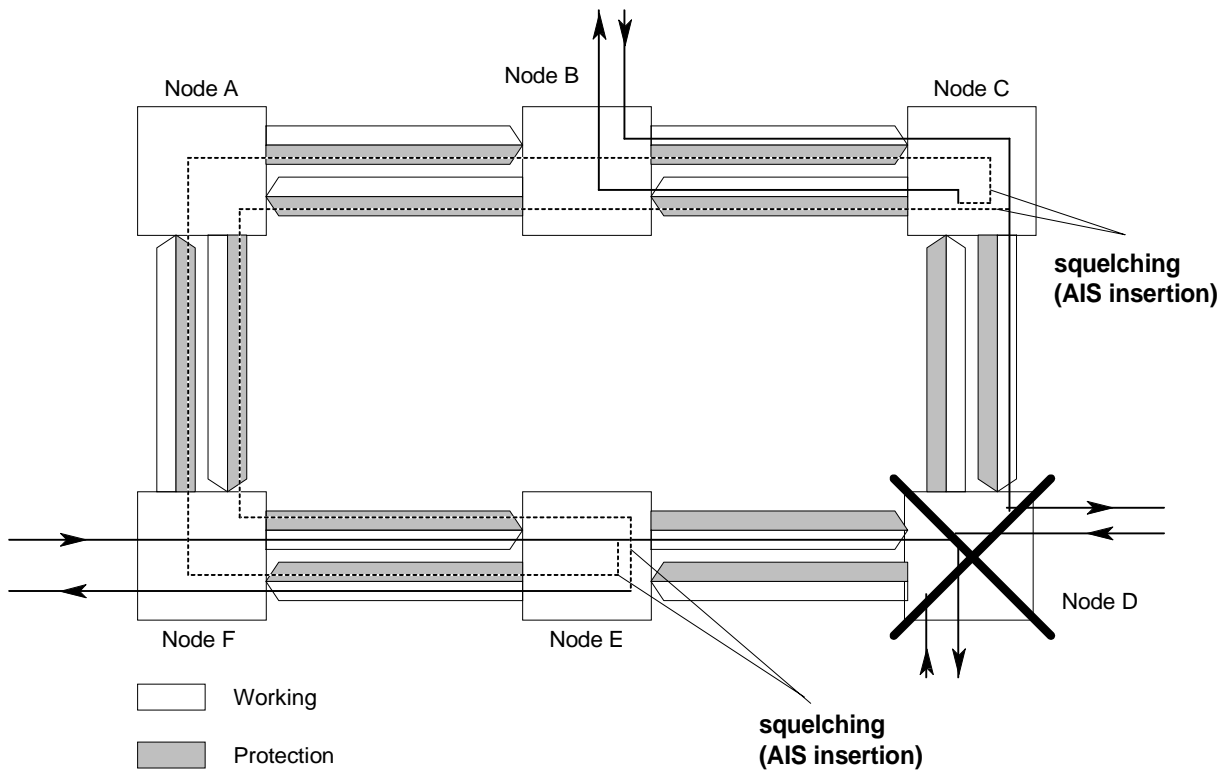 Node B
Node A
Node C
squelching
(AIS insertion)
Node D
Node F
Node E
Working
squelching
(AIS insertion)
Protection